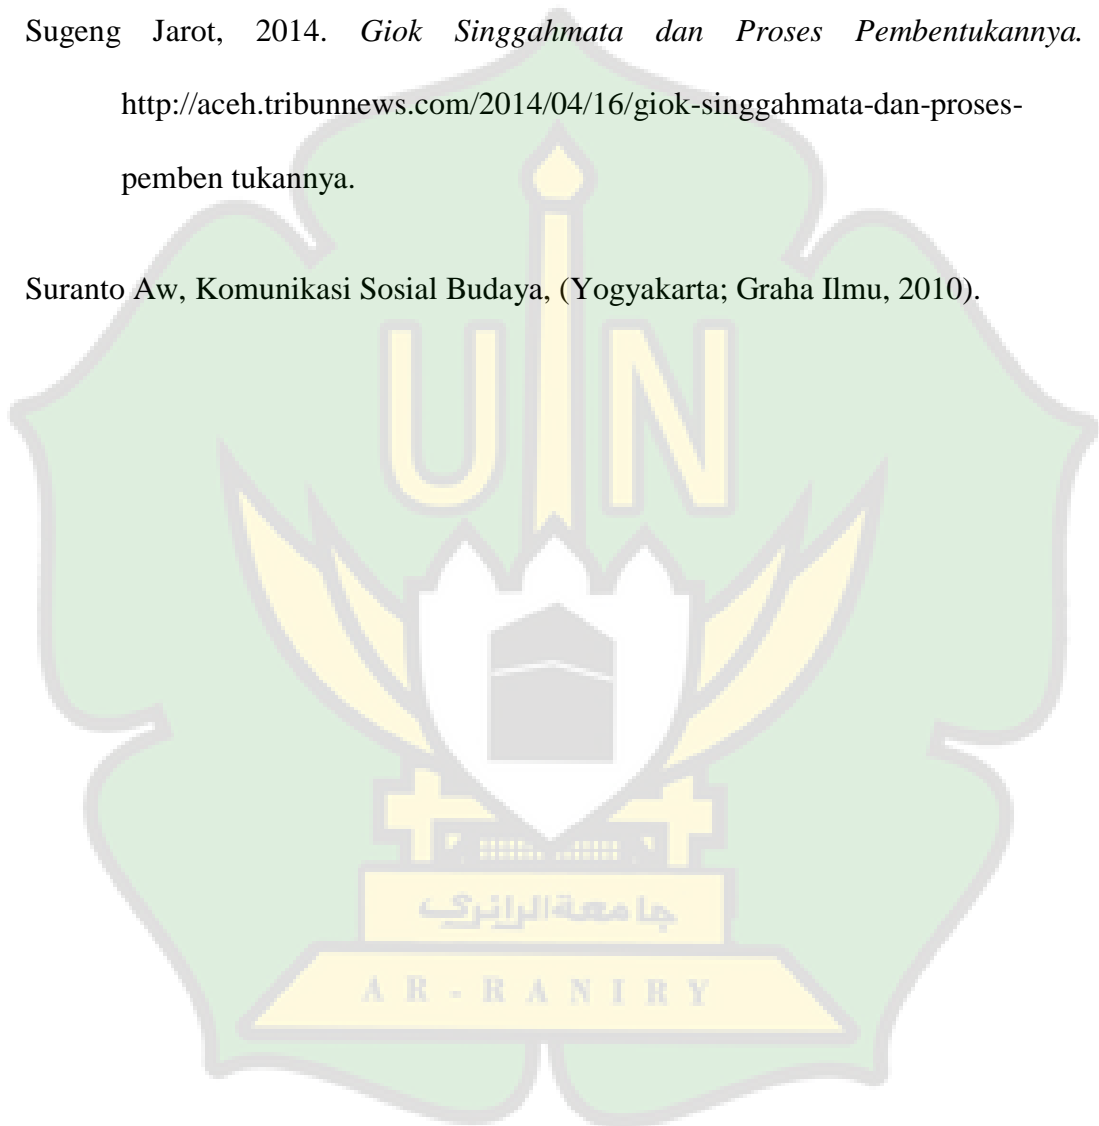 Sugeng Jarot, 2014. Giok Singgahmata dan Proses Pembentukannya.
http://aceh.tribunnews.com/2014/04/16/giok-singgahmata-dan-proses-
pemben tukannya.
Suranto Aw, Komunikasi Sosial Budaya, (Yogyakarta; Graha Ilmu, 2010).
UIN
جامعة الرانري
AR-RANIRY